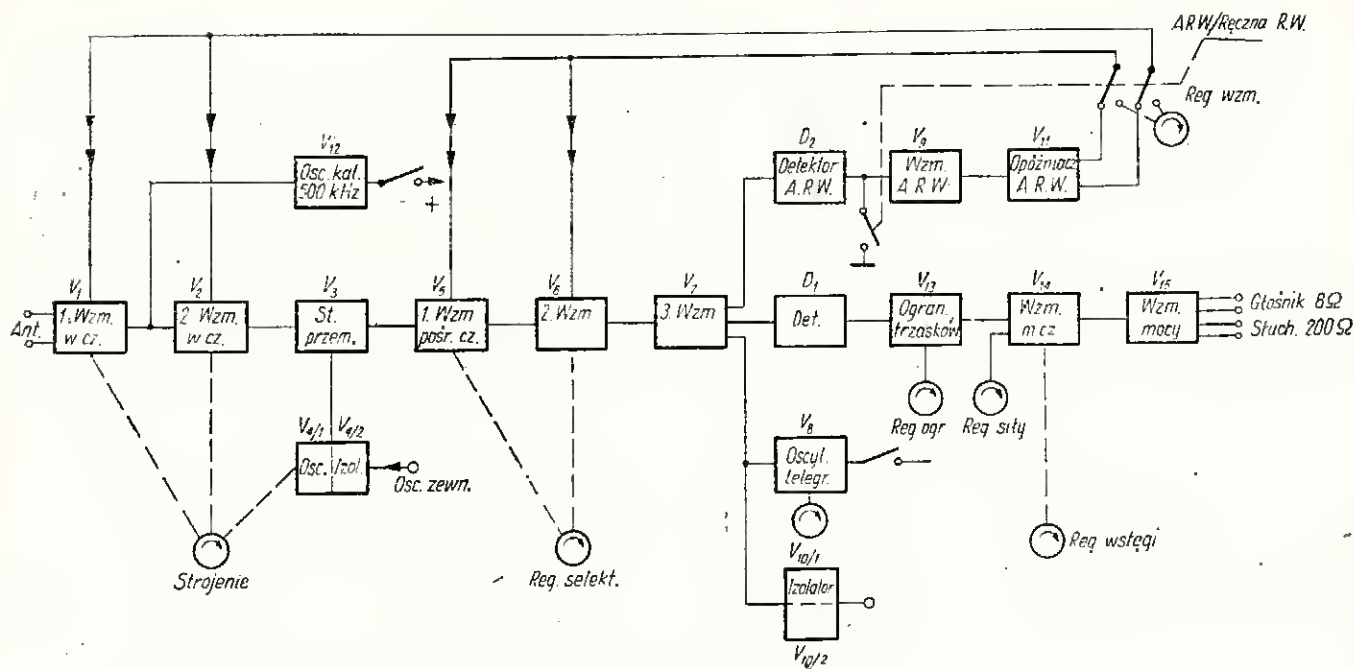 ARW/Ręczna R.W.
Reg wzm.
V12
Osc. kal.
500 kHz
+
D2
Detektor
A.R.W.
V9
Wzm.
A R W.
V11
Opóźniacz
A R.W.
Ant.
V1
1. Wzm.
w cz.
V2
2 Wzm.
w cz.
V3
St.
przem.
V5
1. Wzm
pośr. cz.
V6
2. Wzm
V7
3. Wzm
D1
Det.
V13
Ogran.
trzasków
V14
Wzm.
m cz
V15
Wzm.
mocy
Głośnik 8Ω
Słuch. 200Ω
V4/1
V4/2
Osc.
Izol.
Osc. zewn.
Reg ogr
Reg siły
V8
Oscyl.
telegr.
Strojenie
Reg. selekt.
Reg wstęgi
V10/1
Izolator
V10/2